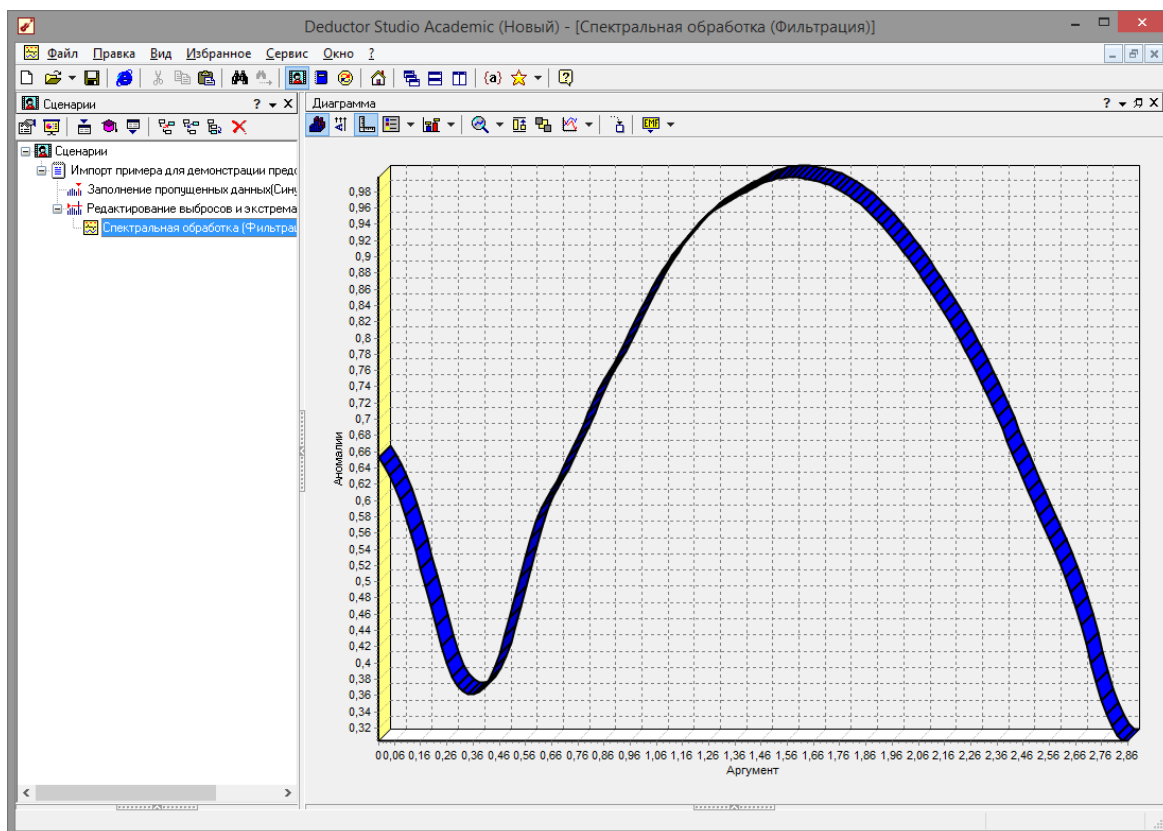 Deductor Studio Academic (Новый) - [Спектральная обработка (Фильтрация)]
Файл Правка Вид Избранное Сервис Окно ?
Сценарии
Диаграмма
Сценарии
Импорт примера для демонстрации пред
Заполнение пропущенных данных(Син
Редактирование выбросов и экстрема
Спектральная обработка (Фильтрац
0,98
0,96
0,94
0,92
0,9
0,88
0,86
0,84
0,82
0,8
0,78
0,76
0,74
0,72
0,7
0,68
0,66
0,64
0,62
0,6
0,58
0,56
0,54
0,52
0,5
0,48
0,46
0,44
0,42
0,4
0,38
0,36
0,34
0,32
Аномалии
0 0,06 0,16 0,26 0,36 0,46 0,56 0,66 0,76 0,86 0,96 1,06 1,16 1,26 1,36 1,46 1,56 1,66 1,76 1,86 1,96 2,06 2,16 2,26 2,36 2,46 2,56 2,66 2,76 2,86
Аргумент